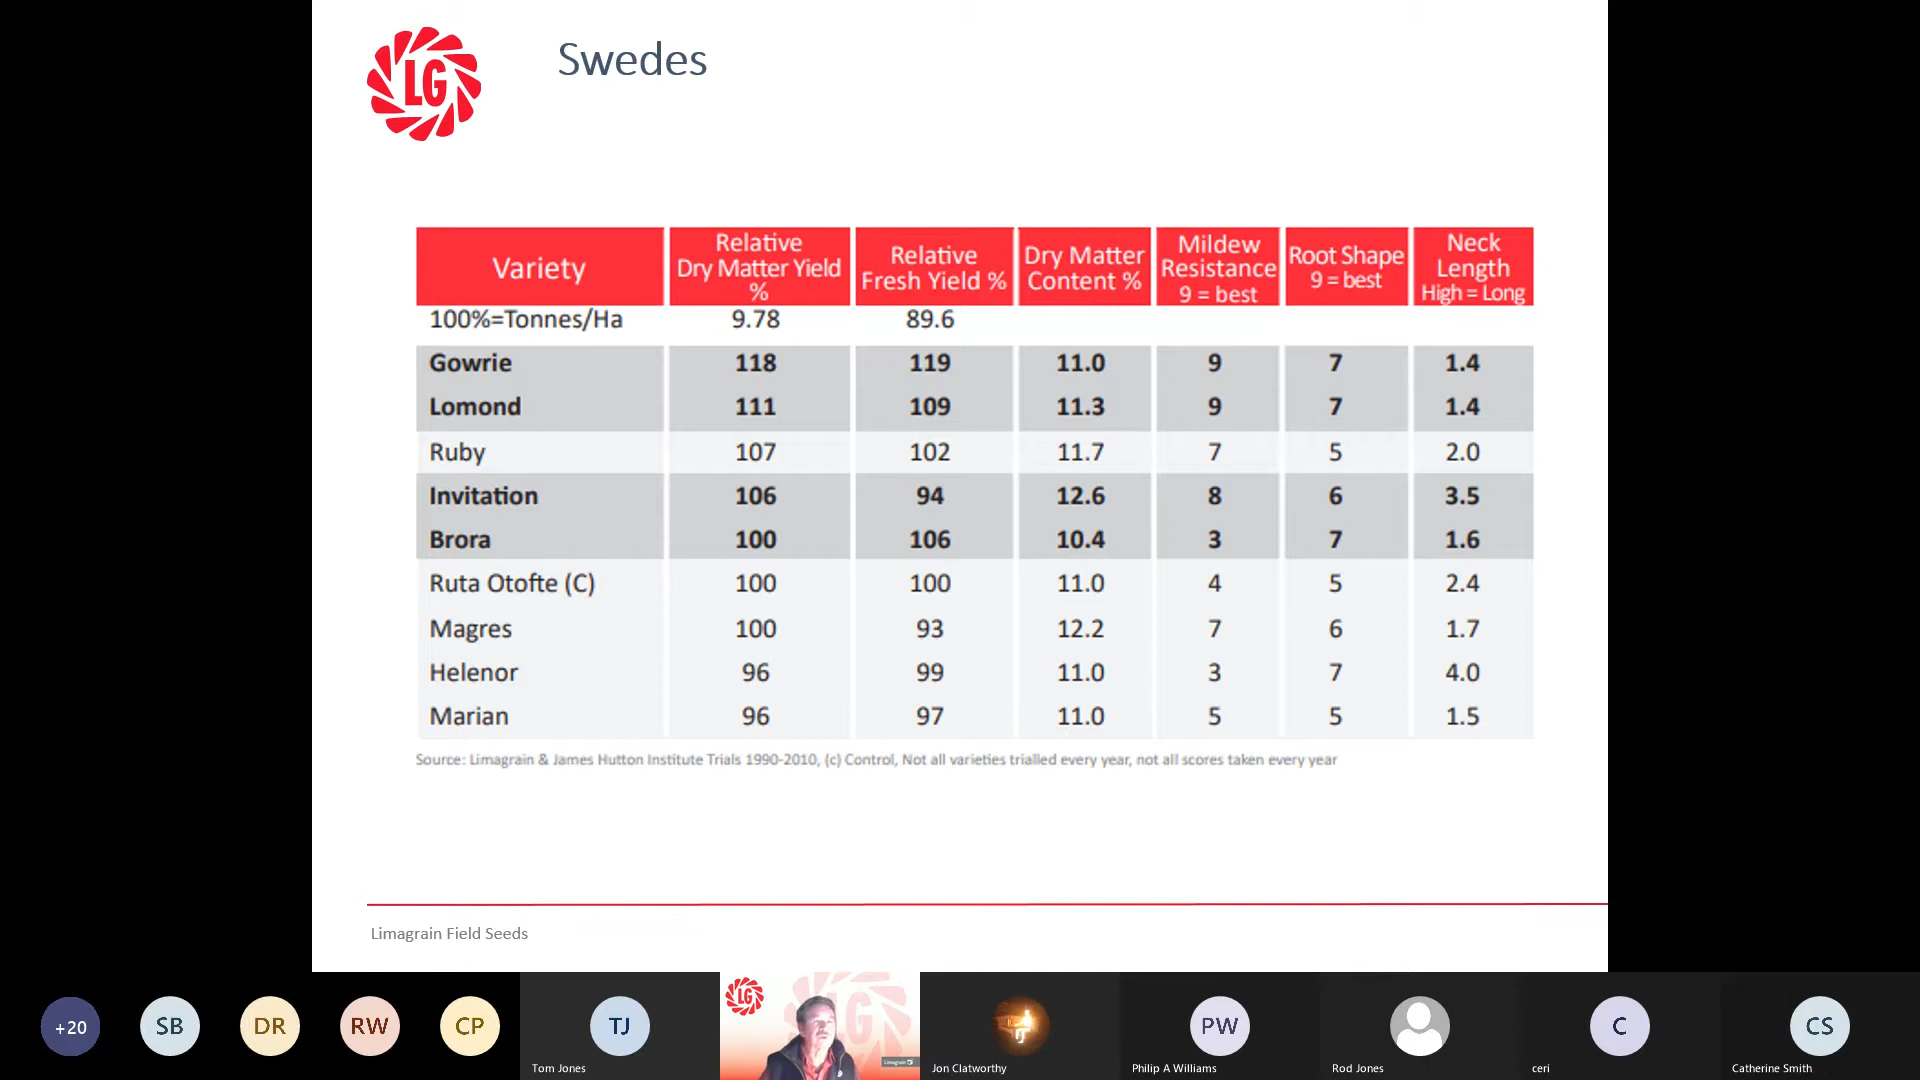 LG
Swedes
Variety Relative Dry Matter Yield % Relative Fresh Yield % Dry Matter Content % Mildew Resistance 9 = best Root Shape 9 = best Neck Length High = Long
100%=Tonnes/Ha 9.78 89.6
Gowrie 118 119 11.0 9 7 1.4
Lomond 111 109 11.3 9 7 1.4
Ruby 107 102 11.7 7 5 2.0
Invitation 106 94 12.6 8 6 3.5
Brora 100 106 10.4 3 7 1.6
Ruta Otofte (C) 100 100 11.0 4 5 2.4
Magres 100 93 12.2 7 6 1.7
Helenor 96 99 11.0 3 7 4.0
Marian 96 97 11.0 5 5 1.5
Source: Limagrain & James Hutton Institute Trials 1990-2010, (c) Control, Not all varieties trialled every year, not all scores taken every year
Limagrain Field Seeds
+20 SB DR RW CP TJ LG LG PW C CS
Limagrain
Tom Jones Jon Clatworthy Philip A Williams Rod Jones ceri Catherine Smith